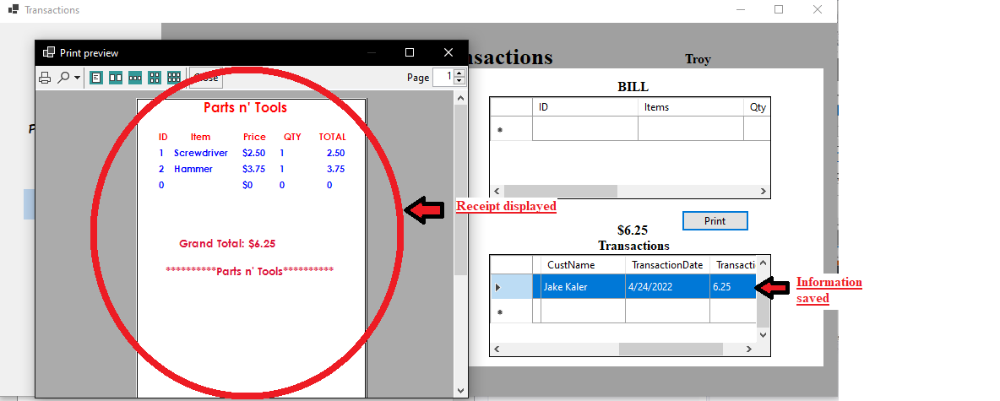 Transactions
Print preview
nsactions
Troy
Close
Page 1
BILL
ID Items Qty
Parts n' Tools
ID Item Price QTY TOTAL
1 Screwdriver $2.50 1 2.50
2 Hammer $3.75 1 3.75
0 $0 0 0
Grand Total: $6.25
**********Parts n' Tools**********
Receipt displayed
Print
$6.25
Transactions
CustName TransactionDate Transacti
Jake Kaler 4/24/2022 6.25
Information
saved